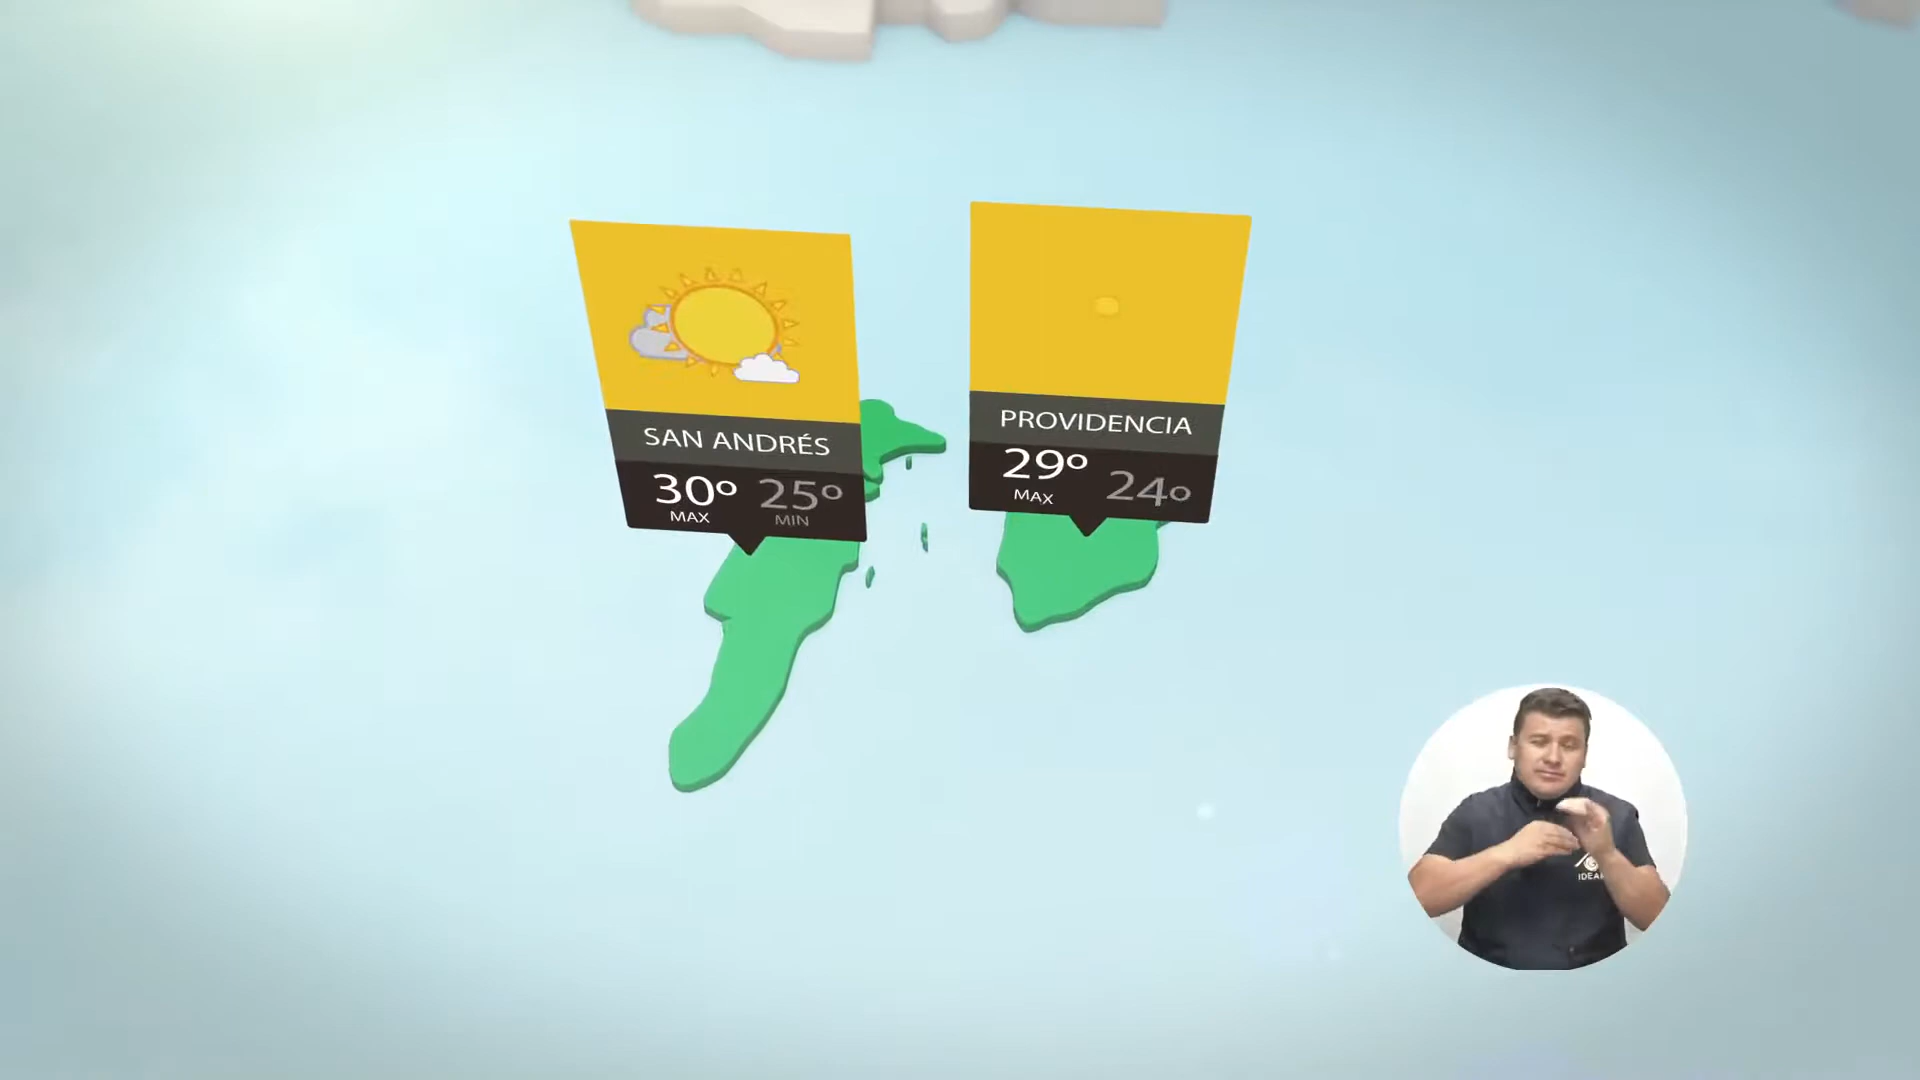 SAN ANDRÉS
30º 25º
MAX MIN
PROVIDENCIA
29º 24º
MAX